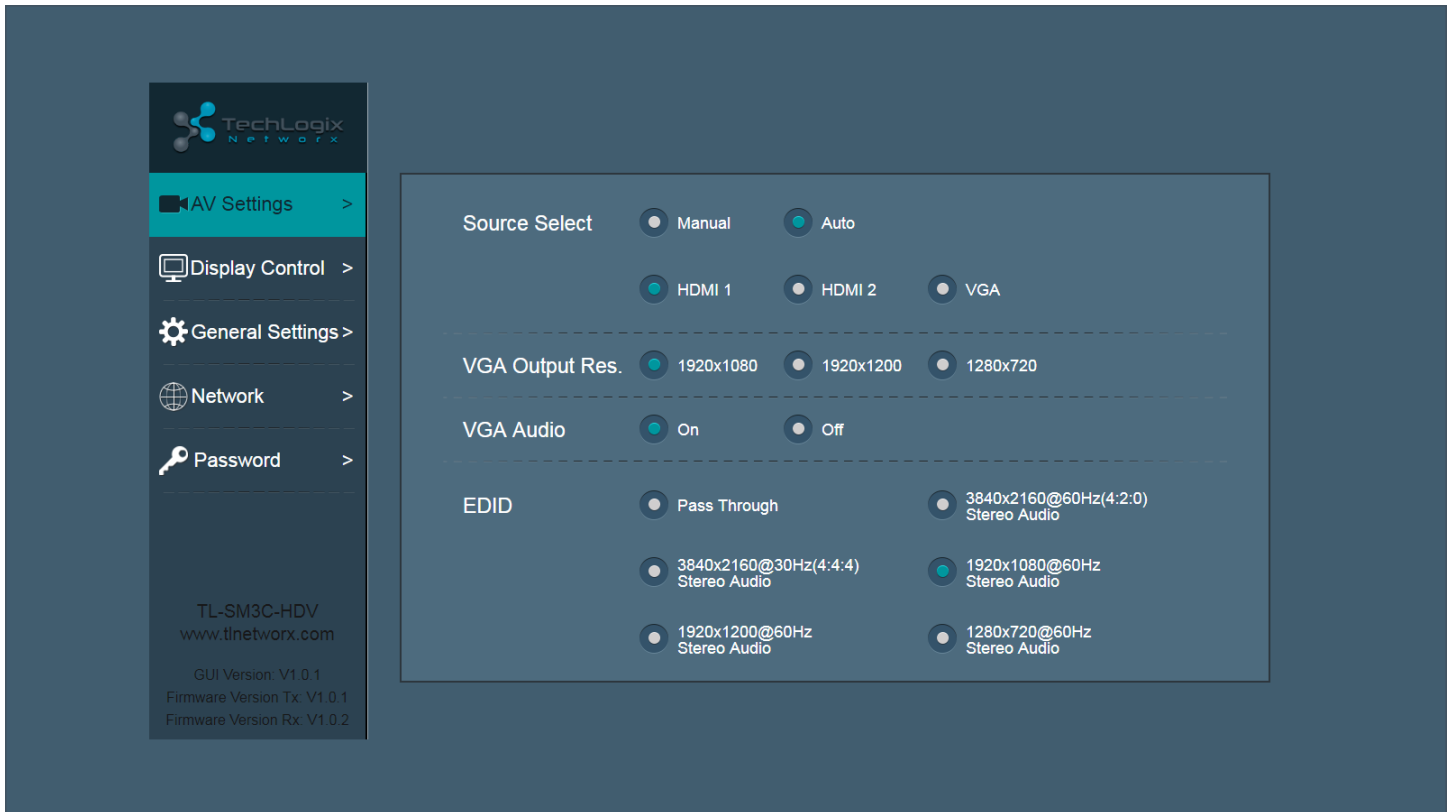 TechLogix
Networx
AV Settings >
Display Control >
General Settings >
Network >
Password >
TL-SM3C-HDV
www.tlnetworx.com
GUI Version: V1.0.1
Firmware Version Tx: V1.0.1
Firmware Version Rx: V1.0.2
Source Select Manual Auto
HDMI 1 HDMI 2 VGA
VGA Output Res. 1920x1080 1920x1200 1280x720
VGA Audio On Off
EDID Pass Through 3840x2160@60Hz(4:2:0)
Stereo Audio
3840x2160@30Hz(4:4:4) 1920x1080@60Hz
Stereo Audio Stereo Audio
1920x1200@60Hz 1280x720@60Hz
Stereo Audio Stereo Audio